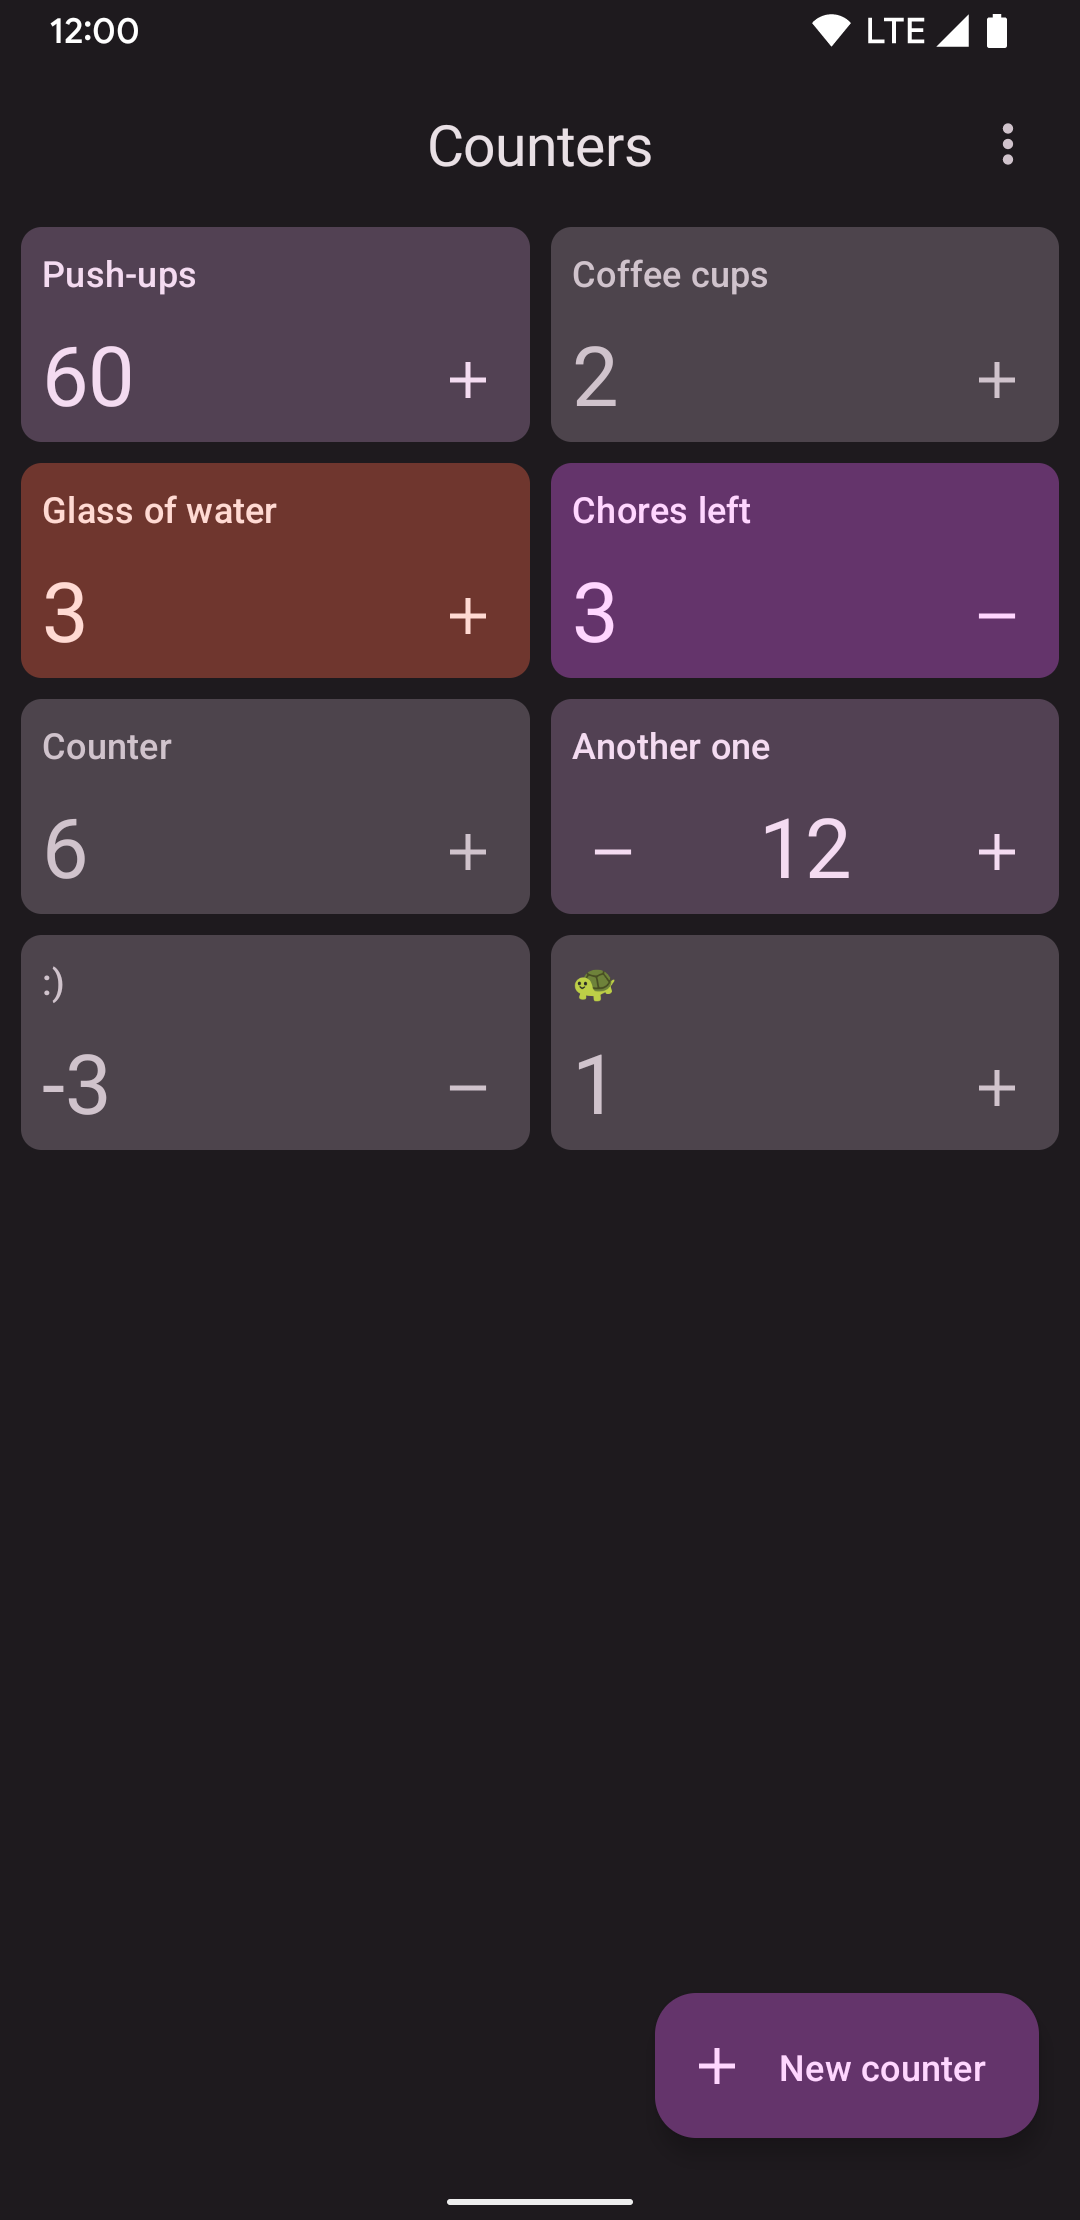 12:00 LTE
Counters
Push-ups
60 +
Coffee cups
2 +
Glass of water
3 +
Chores left
3 −
Counter
6 +
Another one
− 12 +
:)
-3 −
🐢
1 +
+ New counter